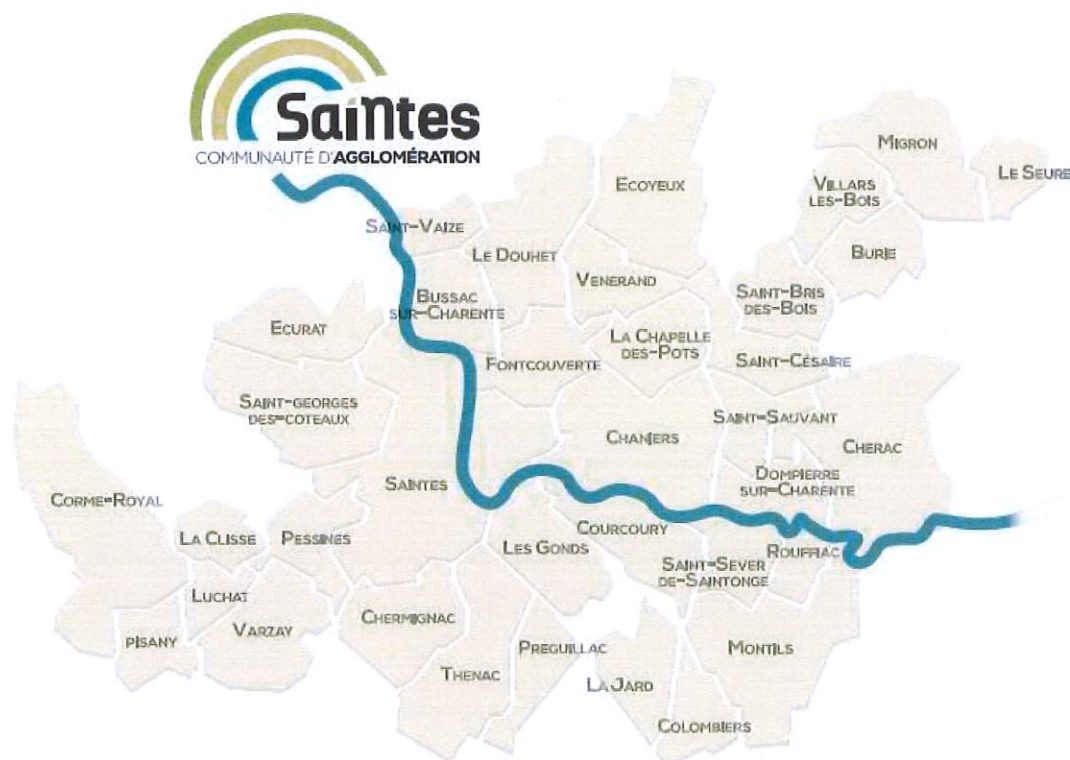 Saintes
COMMUNAUTÉ D'AGGLOMÉRATION
MIGRON
LE SEURE
ECOYEUX
VILLARS
LES-BOIS
SAINT-VAIZE
LE DOUHET
BURIE
VENERAND
SAINT-BRIS
DES-BOIS
BUSSAC
SUR-CHARENTE
ECURAT
LA CHAPELLE
DES-POTS
FONTCOUVERTE
SAINT-CÉSAIRE
SAINT-GEORGES
DES-COTEAUX
SAINT-SAUVANT
CHANIERS
CHERAC
DOMPIERRE
SUR-CHARENTE
SAINTES
CORME-ROYAL
COURCOURY
LA CLISSE
PESSINES
LES GONDS
ROUFFIAC
SAINT-SEVER
DE-SAINTONGE
LUCHAT
CHERMIGNAC
VARZAY
PISANY
PREGUILLAC
MONTILS
THENAC
LA JARD
COLOMBIERS